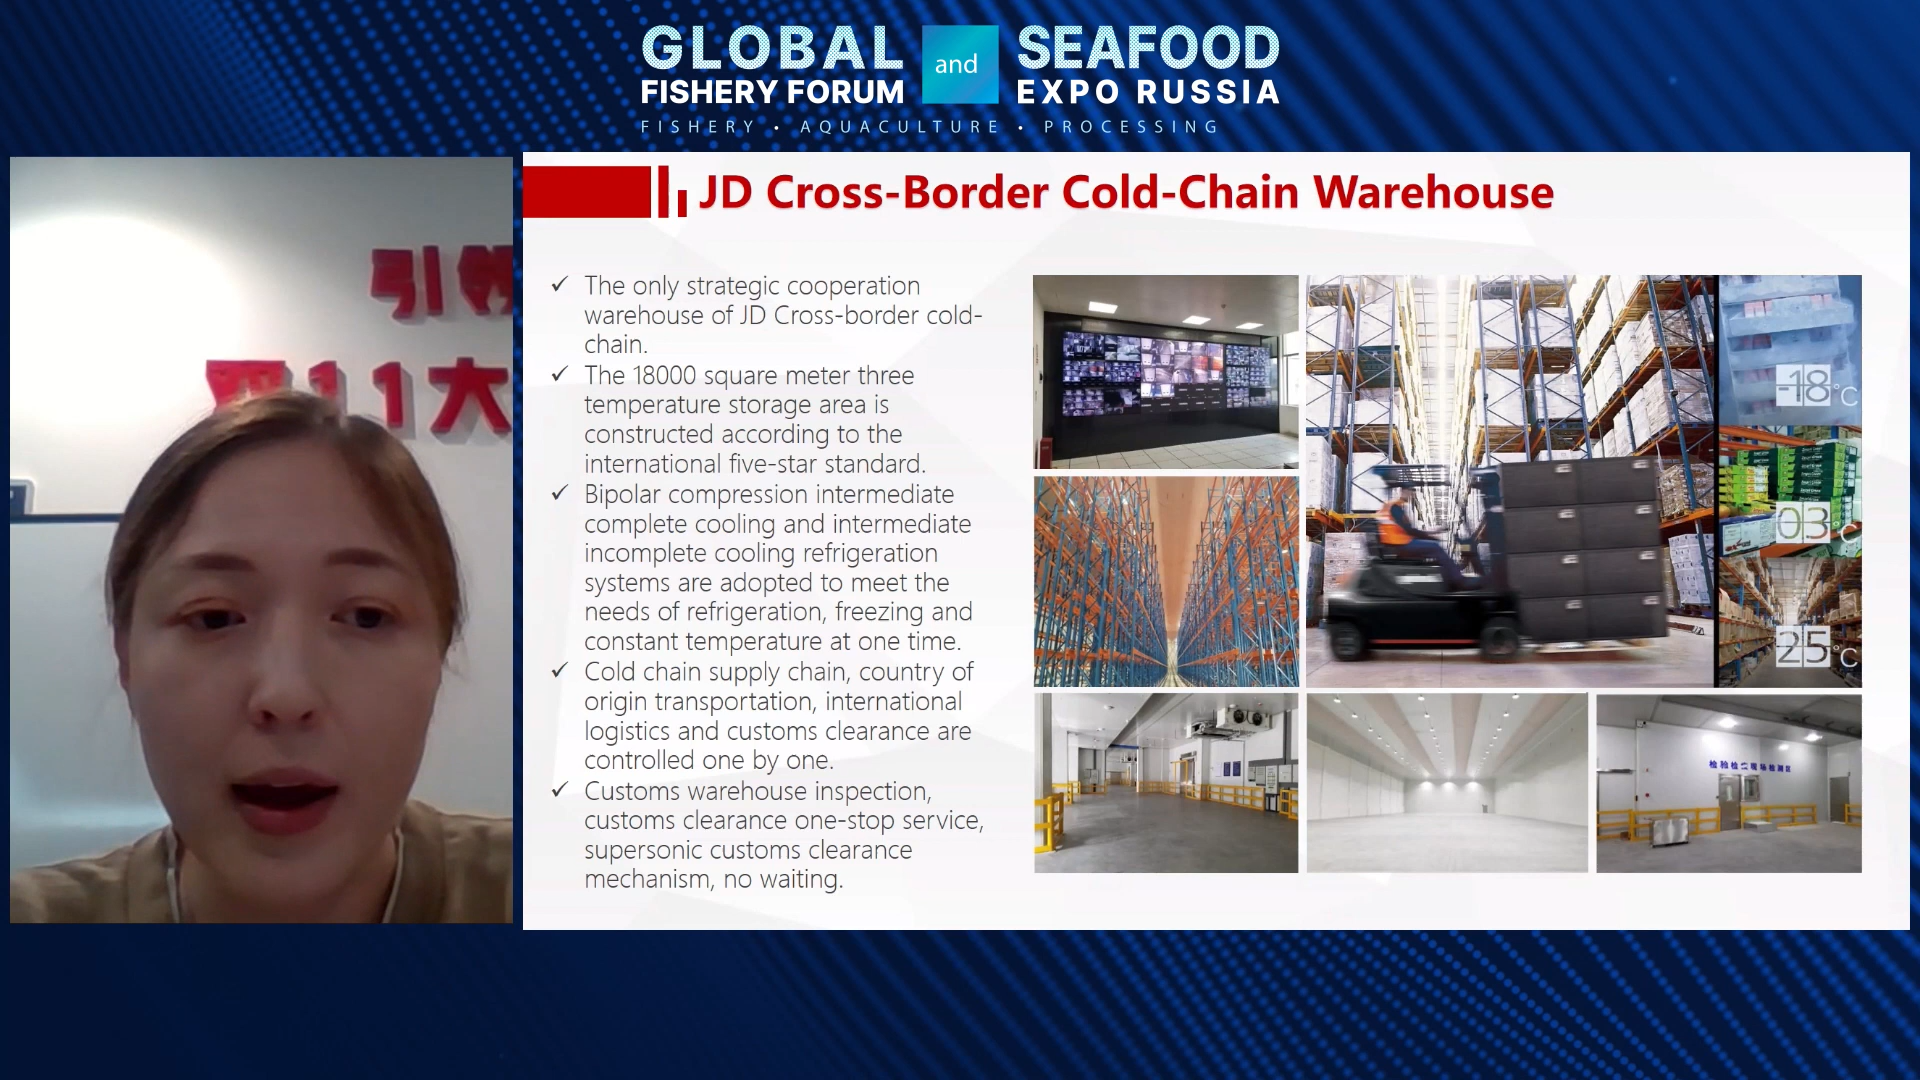 GLOBAL and SEAFOOD
FISHERY FORUM EXPO RUSSIA
FISHERY • AQUACULTURE • PROCESSING
引领
11大
JD Cross-Border Cold-Chain Warehouse
✓ The only strategic cooperation
warehouse of JD Cross-border cold-
chain.
✓ The 18000 square meter three
temperature storage area is
constructed according to the
international five-star standard.
✓ Bipolar compression intermediate
complete cooling and intermediate
incomplete cooling refrigeration
systems are adopted to meet the
needs of refrigeration, freezing and
constant temperature at one time.
✓ Cold chain supply chain, country of
origin transportation, international
logistics and customs clearance are
controlled one by one.
✓ Customs warehouse inspection,
customs clearance one-stop service,
supersonic customs clearance
mechanism, no waiting.
-18°C
03°C
25°C